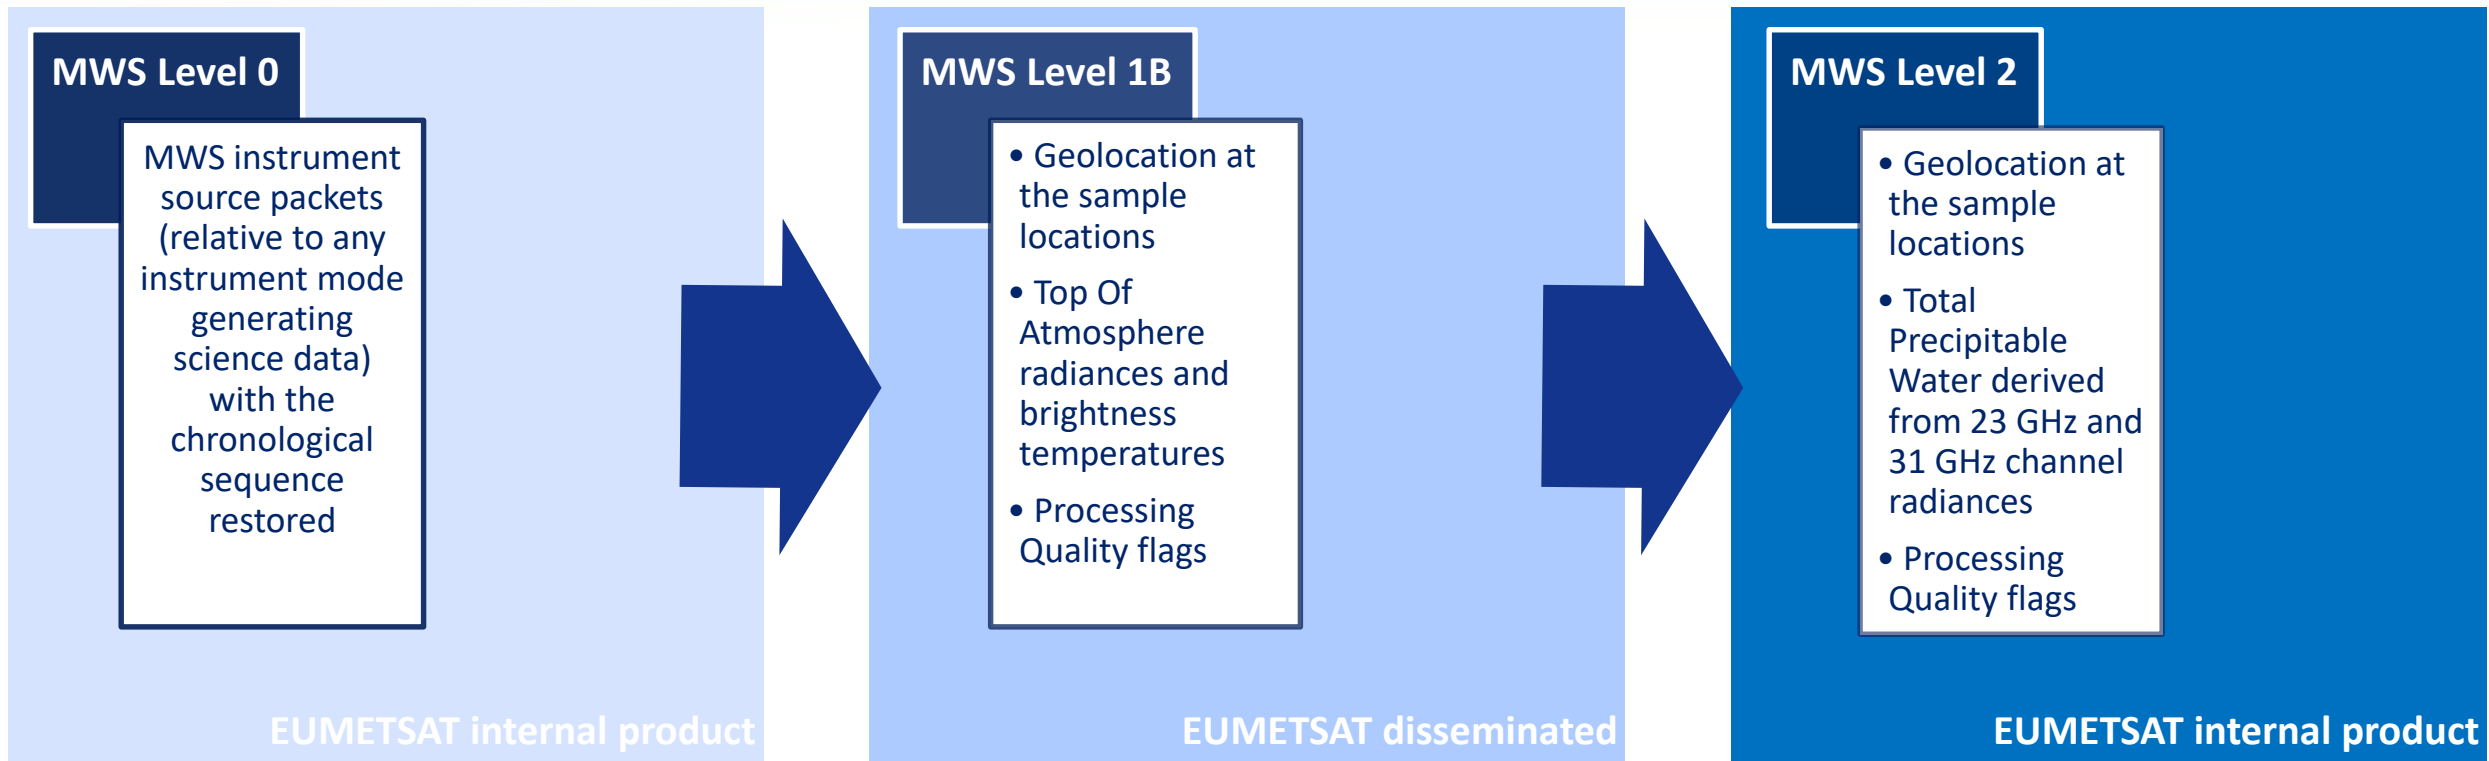 MWS Level 0
MWS instrument
source packets
(relative to any
instrument mode
generating
science data)
with the
chronological
sequence
restored
EUMETSAT internal product
MWS Level 1B
• Geolocation at
the sample
locations
• Top Of
Atmosphere
radiances and
brightness
temperatures
• Processing
Quality flags
EUMETSAT disseminated
MWS Level 2
• Geolocation at
the sample
locations
• Total
Precipitable
Water derived
from 23 GHz and
31 GHz channel
radiances
• Processing
Quality flags
EUMETSAT internal product